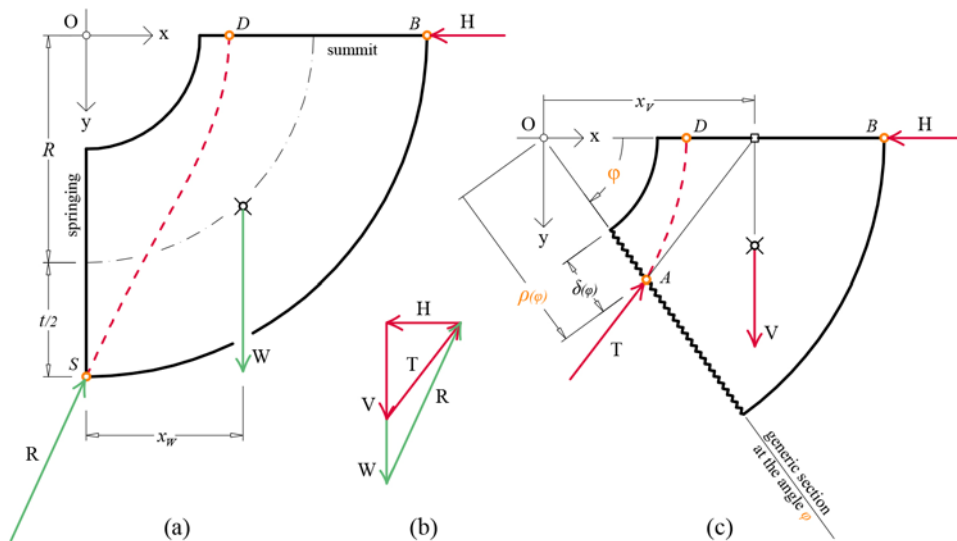 O
x
y
D
B
H
summit
R
springing
t/2
S
W
R
x_W
(a)
H
T
V
R
W
(b)
x_V
O
x
D
B
H
φ
y
ρ(φ)
δ(φ)
A
T
V
generic section
at the angle φ
(c)